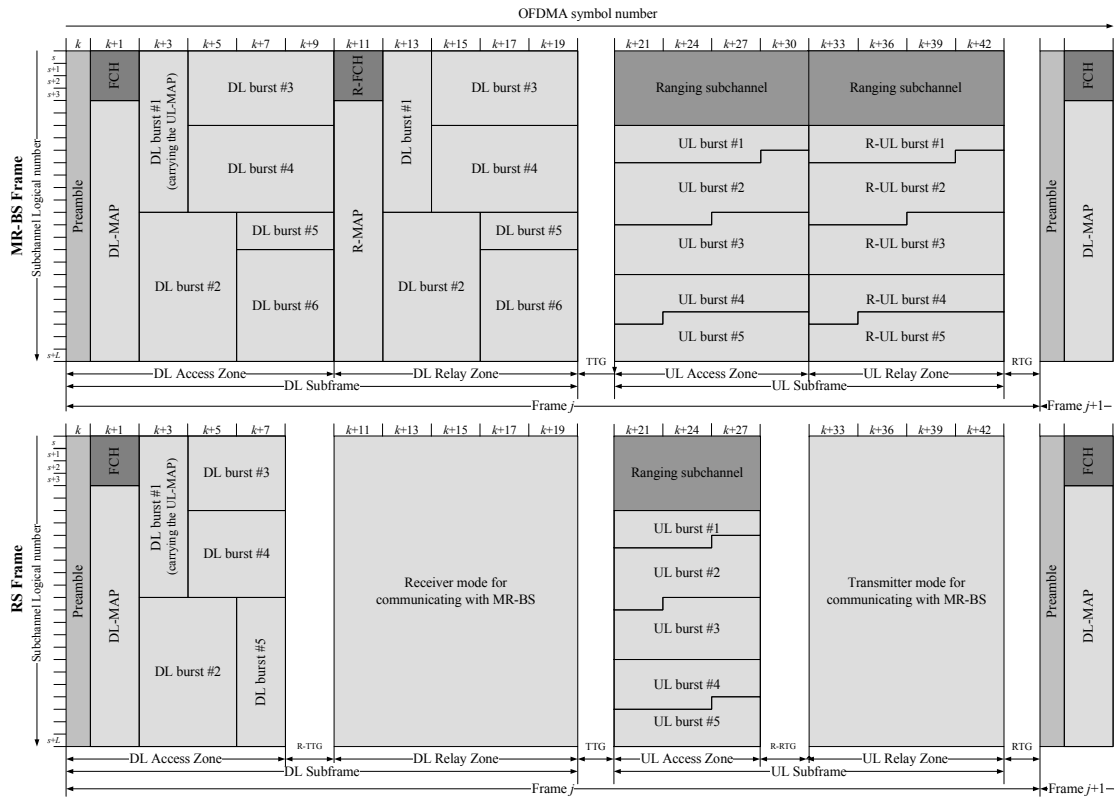 OFDMA symbol number
k k+1 k+3 k+5 k+7 k+9 k+11 k+13 k+15 k+17 k+19 k+21 k+24 k+27 k+30 k+33 k+36 k+39 k+42
MR-BS Frame
Subchannel Logical number
s
s+1
s+2
s+3
s+L
Preamble
FCH
DL-MAP
DL burst #1
(carrying the UL-MAP)
DL burst #3
DL burst #4
DL burst #2
DL burst #5
DL burst #6
R-FCH
R-MAP
DL burst #1
DL burst #3
DL burst #4
DL burst #2
DL burst #5
DL burst #6
Ranging subchannel
UL burst #1
UL burst #2
UL burst #3
UL burst #4
UL burst #5
Ranging subchannel
R-UL burst #1
R-UL burst #2
R-UL burst #3
R-UL burst #4
R-UL burst #5
Preamble
FCH
DL-MAP
DL Access Zone DL Relay Zone TTG UL Access Zone UL Relay Zone RTG
DL Subframe UL Subframe
Frame j Frame j+1
k k+1 k+3 k+5 k+7 k+11 k+13 k+15 k+17 k+19 k+21 k+24 k+27 k+33 k+36 k+39 k+42
RS Frame
Subchannel Logical number
s
s+1
s+2
s+3
s+L
Preamble
FCH
DL-MAP
DL burst #1
(carrying the UL-MAP)
DL burst #3
DL burst #4
DL burst #2
DL burst #5
Receiver mode for
communicating with MR-BS
Ranging subchannel
UL burst #1
UL burst #2
UL burst #3
UL burst #4
UL burst #5
Transmitter mode for
communicating with MR-BS
Preamble
FCH
DL-MAP
DL Access Zone R-TTG DL Relay Zone TTG UL Access Zone R-RTG UL Relay Zone RTG
DL Subframe UL Subframe
Frame j Frame j+1